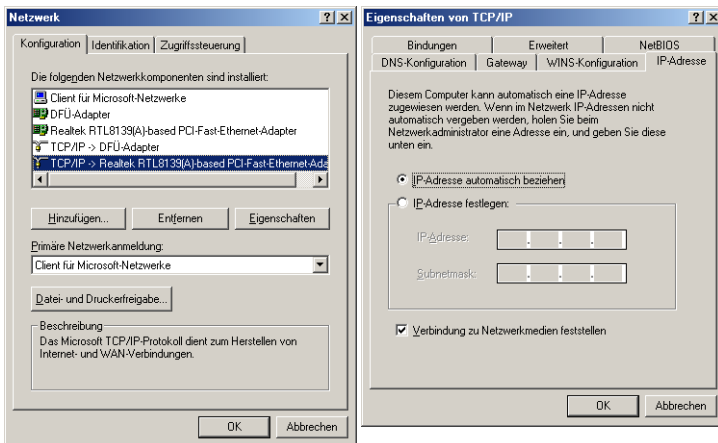 Netzwerk
Konfiguration Identifikation Zugriffssteuerung
Die folgenden Netzwerkkomponenten sind installiert:
Client für Microsoft-Netzwerke
DFÜ-Adapter
Realtek RTL8139(A)-based PCI-Fast-Ethernet-Adapter
TCP/IP -> DFÜ-Adapter
TCP/IP -> Realtek RTL8139(A)-based PCI-Fast-Ethernet-Ada
Hinzufügen... Entfernen Eigenschaften
Primäre Netzwerkanmeldung:
Client für Microsoft-Netzwerke
Datei- und Druckerfreigabe...
Beschreibung
Das Microsoft TCP/IP-Protokoll dient zum Herstellen von
Internet- und WAN-Verbindungen.
OK Abbrechen
Eigenschaften von TCP/IP
Bindungen Erweitert NetBIOS
DNS-Konfiguration Gateway WINS-Konfiguration IP-Adresse
Diesem Computer kann automatisch eine IP-Adresse
zugewiesen werden. Wenn im Netzwerk IP-Adressen nicht
automatisch vergeben werden, holen Sie beim
Netzwerkadministrator eine Adresse ein, und geben Sie diese
unten ein.
IP-Adresse automatisch beziehen
IP-Adresse festlegen:
IP-Adresse: . . .
Subnetmask: . . .
Verbindung zu Netzwerkmedien feststellen
OK Abbrechen